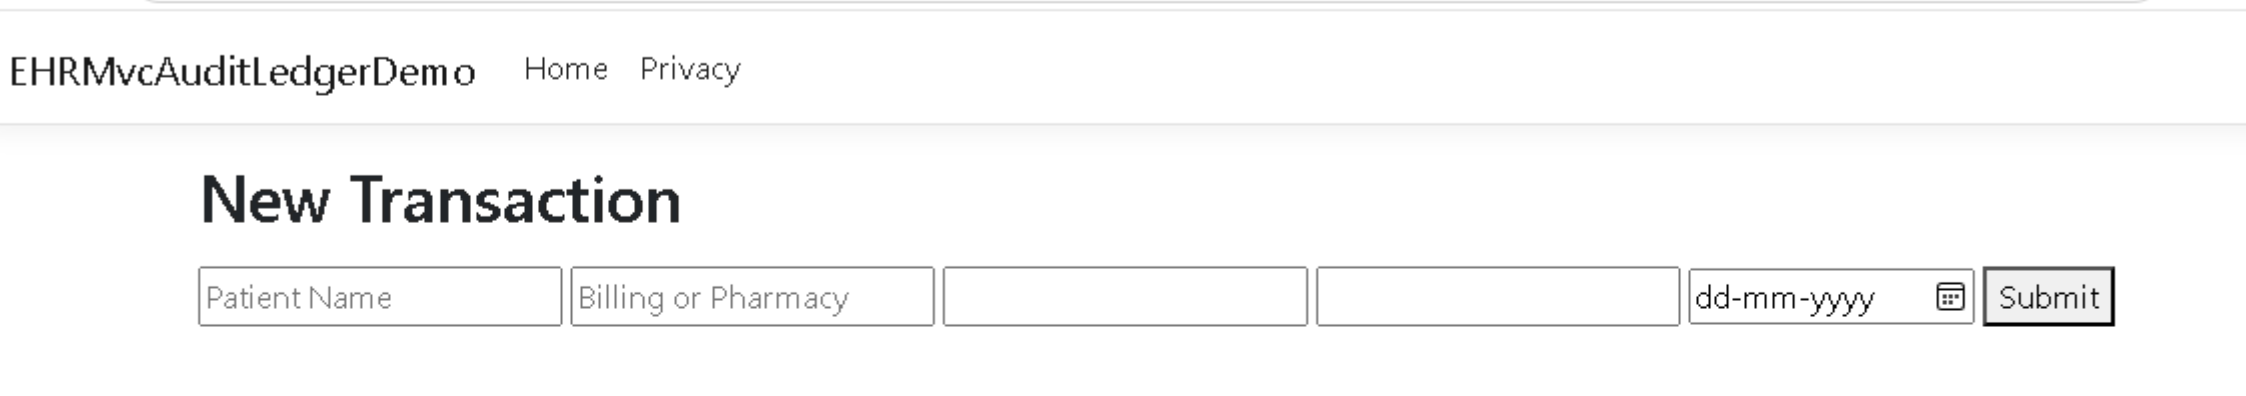 EHRMvcAuditLedgerDemo Home Privacy
New Transaction
Patient Name Billing or Pharmacy dd-mm-yyyy Submit